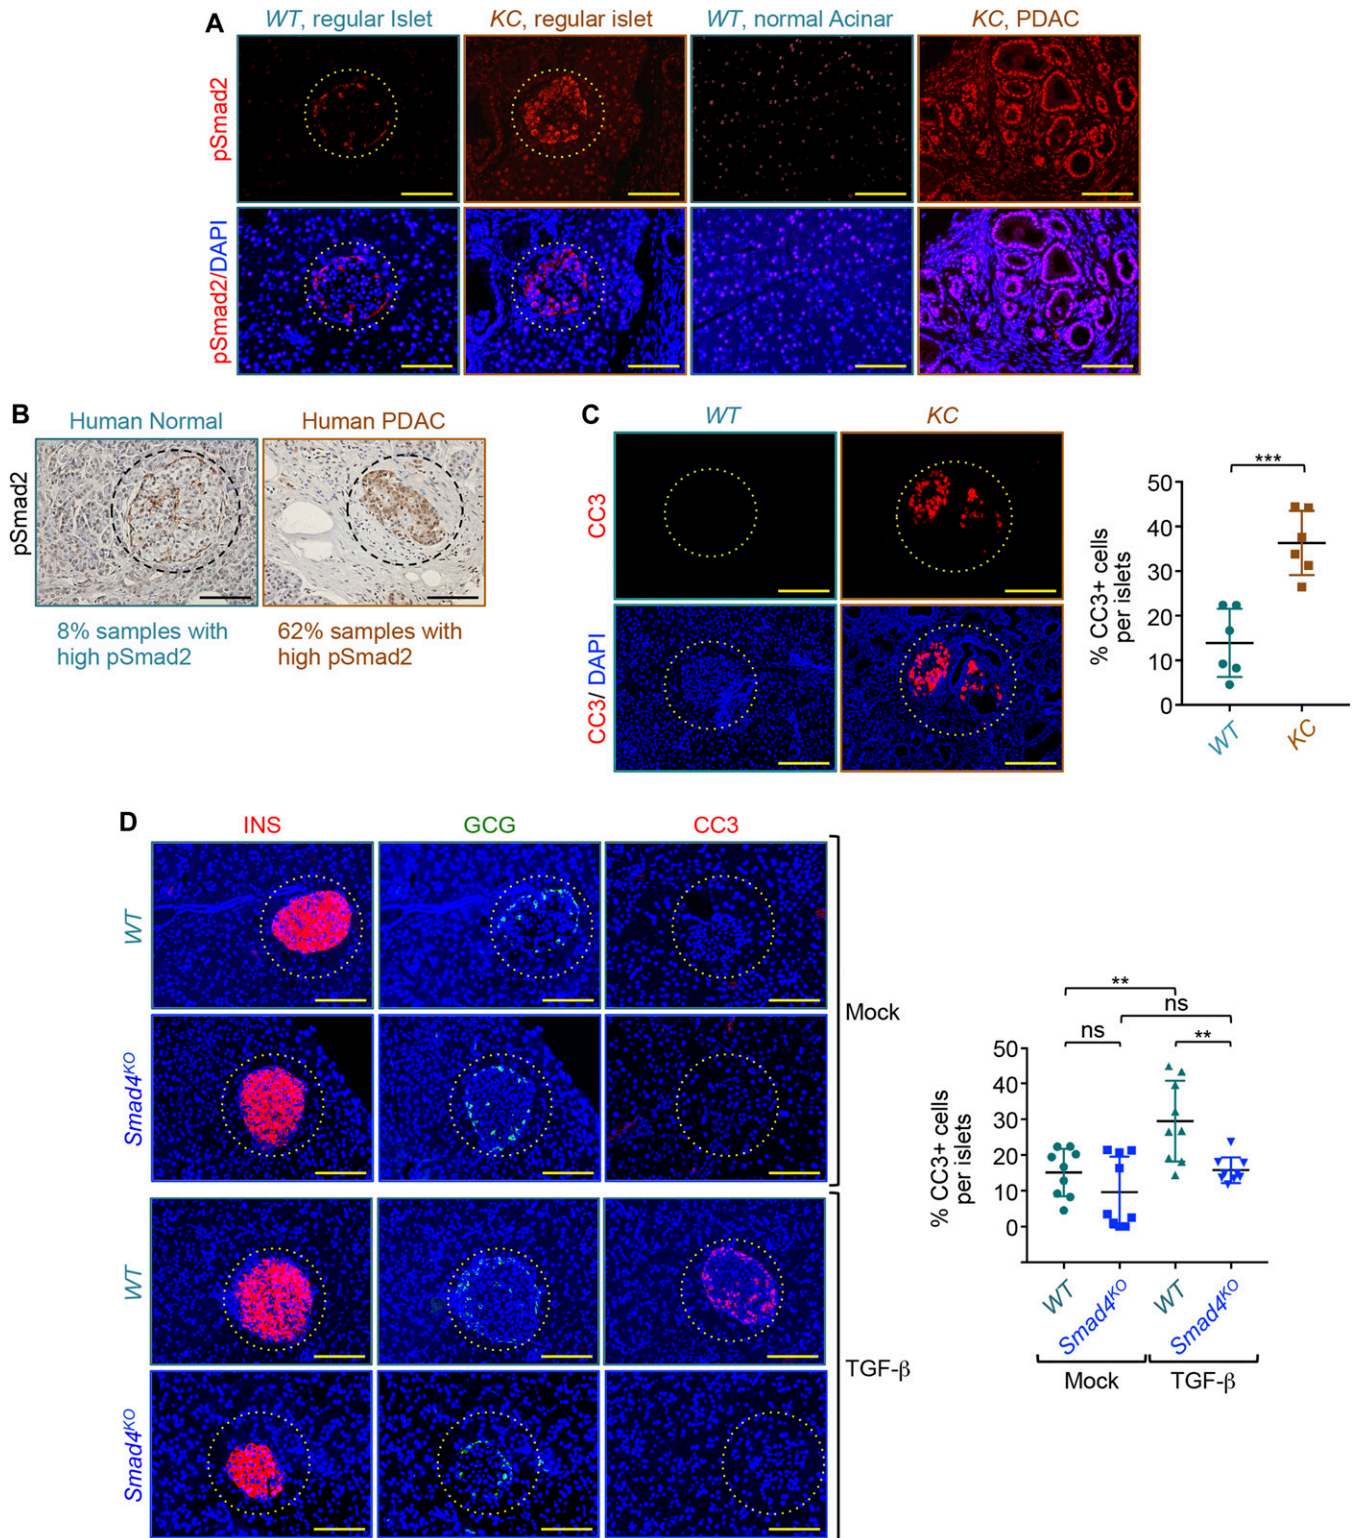 A
WT, regular Islet
KC, regular islet
WT, normal Acinar
KC, PDAC
pSmad2
pSmad2/DAPI
B
Human Normal
Human PDAC
pSmad2
8% samples with
high pSmad2
62% samples with
high pSmad2
C
WT
KC
CC3
CC3/ DAPI
% CC3+ cells
per islets
50
40
30
20
10
0
***
WT
KC
D
INS
GCG
CC3
WT
Smad4KO
WT
Smad4KO
Mock
TGF-β
% CC3+ cells
per islets
50
40
30
20
10
0
**
ns
ns
**
WT
Smad4KO
WT
Smad4KO
Mock
TGF-β